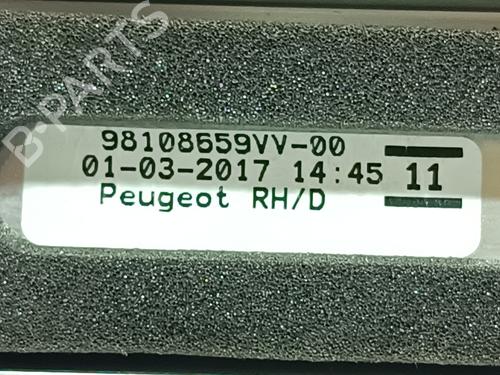 B-PARTS
98108659VV-00
01-03-2017 14:45 11
Peugeot RH/D